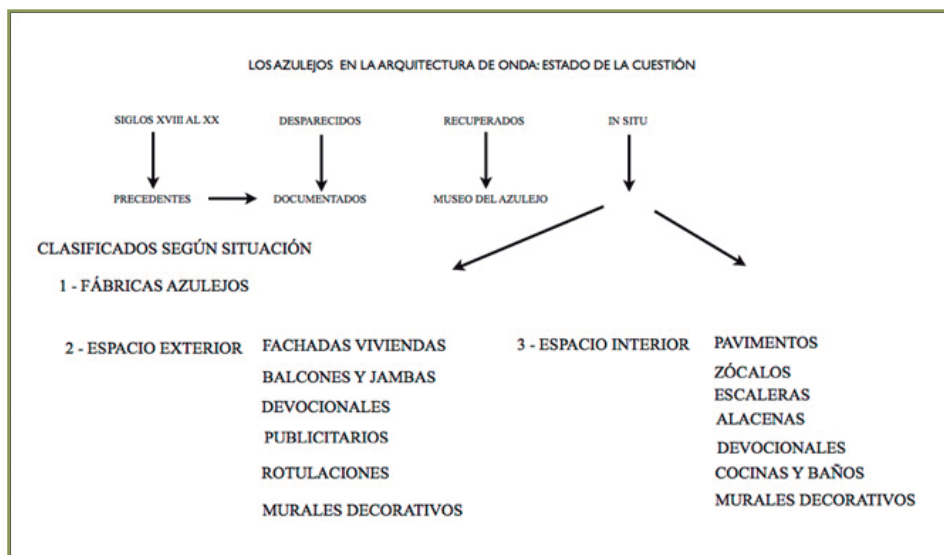 LOS AZULEJOS EN LA ARQUITECTURA DE ONDA: ESTADO DE LA CUESTIÓN
SIGLOS XVIII AL XX
DESPARECIDOS
RECUPERADOS
IN SITU
PRECEDENTES
DOCUMENTADOS
MUSEO DEL AZULEJO
CLASIFICADOS SEGÚN SITUACIÓN
1 - FÁBRICAS AZULEJOS
2 - ESPACIO EXTERIOR
FACHADAS VIVIENDAS
BALCONES Y JAMBAS
DEVOCIONALES
PUBLICITARIOS
ROTULACIONES
MURALES DECORATIVOS
3 - ESPACIO INTERIOR
PAVIMENTOS
ZÓCALOS
ESCALERAS
ALACENAS
DEVOCIONALES
COCINAS Y BAÑOS
MURALES DECORATIVOS